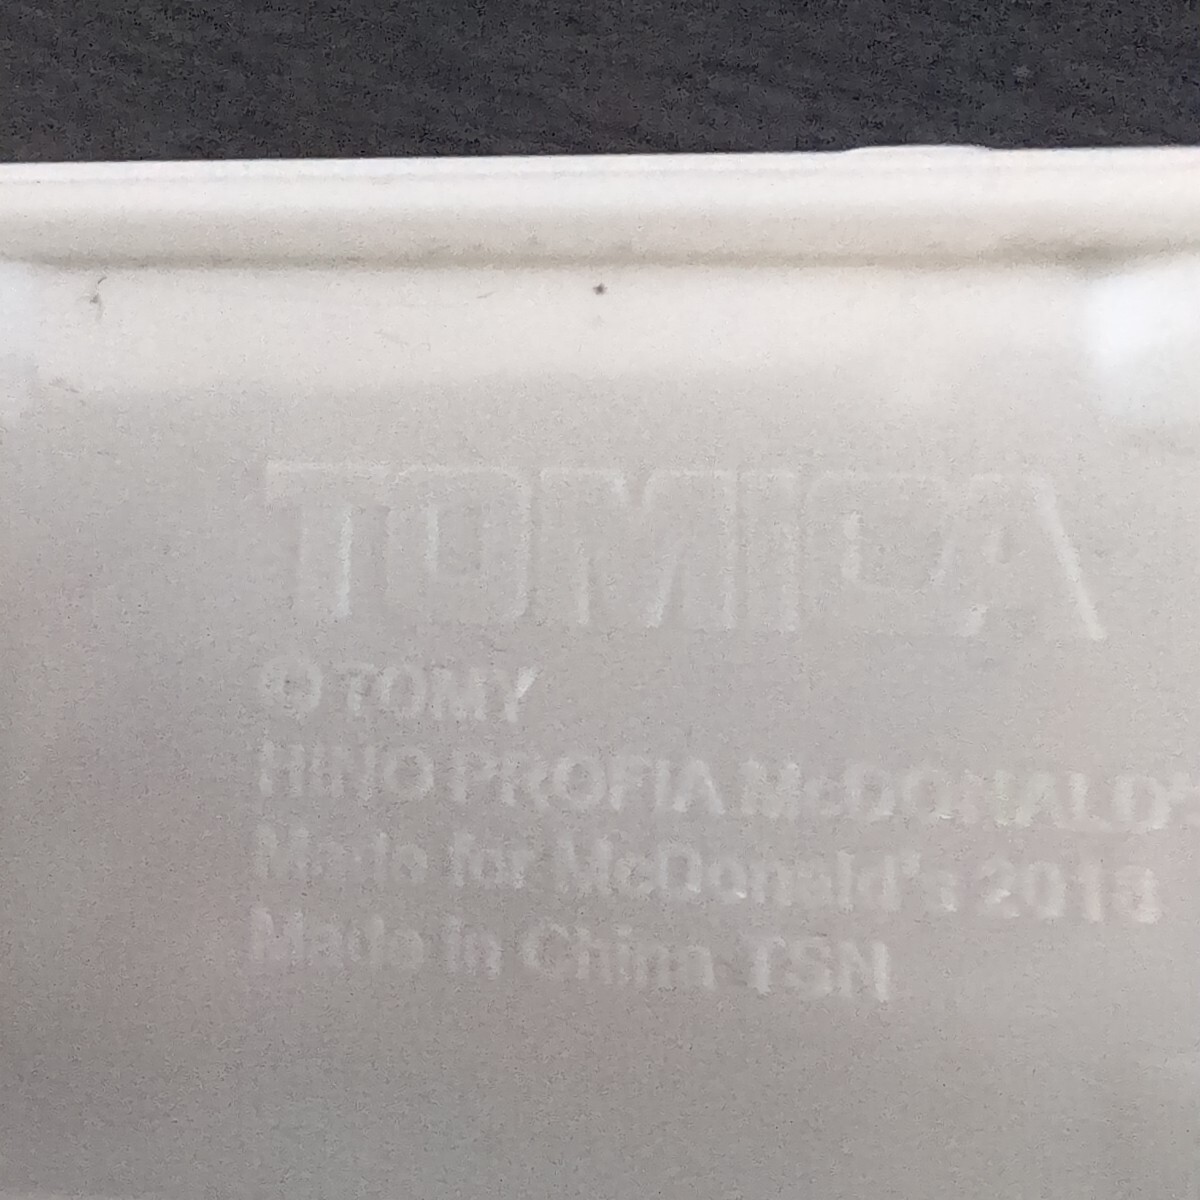 TOMICA
© TOMY
HINO PROFIA McDONALD'
Made for McDonald's 2018
Made in China TSN